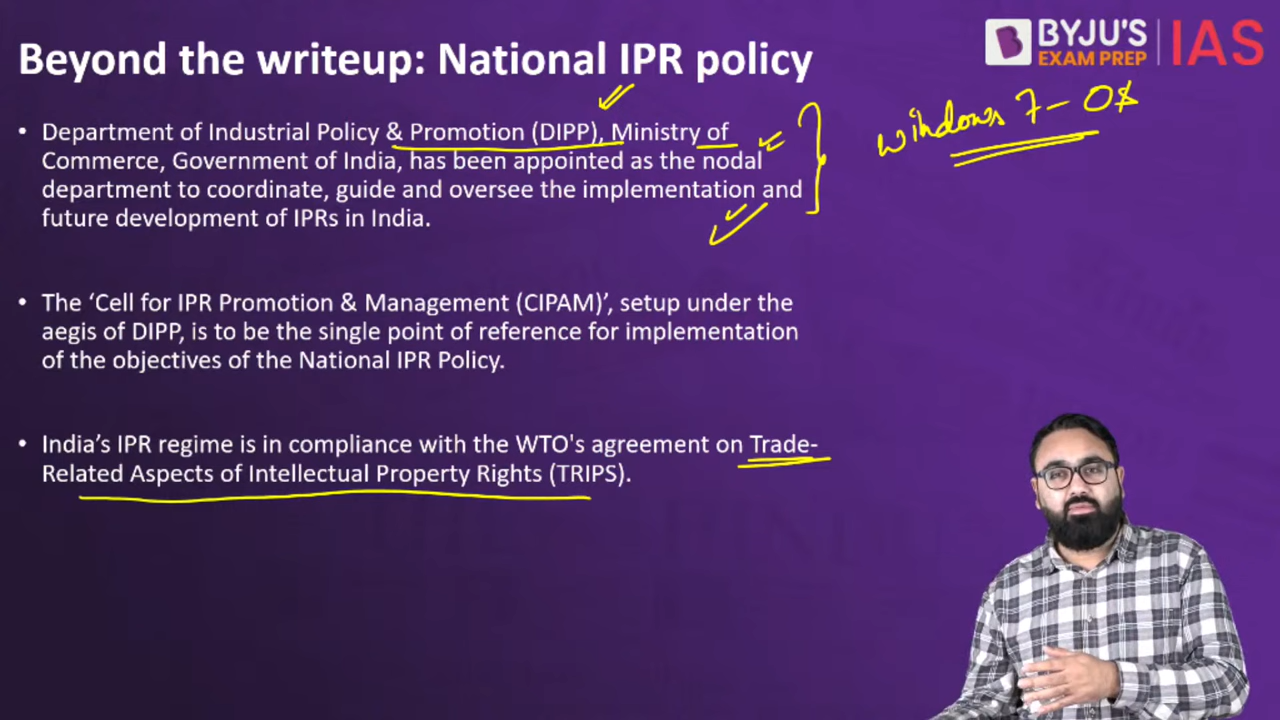 Beyond the writeup: National IPR policy
BYJU'S
EXAM PREP
IAS
windows 7 - OS
• Department of Industrial Policy & Promotion (DIPP), Ministry of
Commerce, Government of India, has been appointed as the nodal
department to coordinate, guide and oversee the implementation and
future development of IPRs in India.
• The ‘Cell for IPR Promotion & Management (CIPAM)’, setup under the
aegis of DIPP, is to be the single point of reference for implementation
of the objectives of the National IPR Policy.
• India’s IPR regime is in compliance with the WTO's agreement on Trade-
Related Aspects of Intellectual Property Rights (TRIPS).